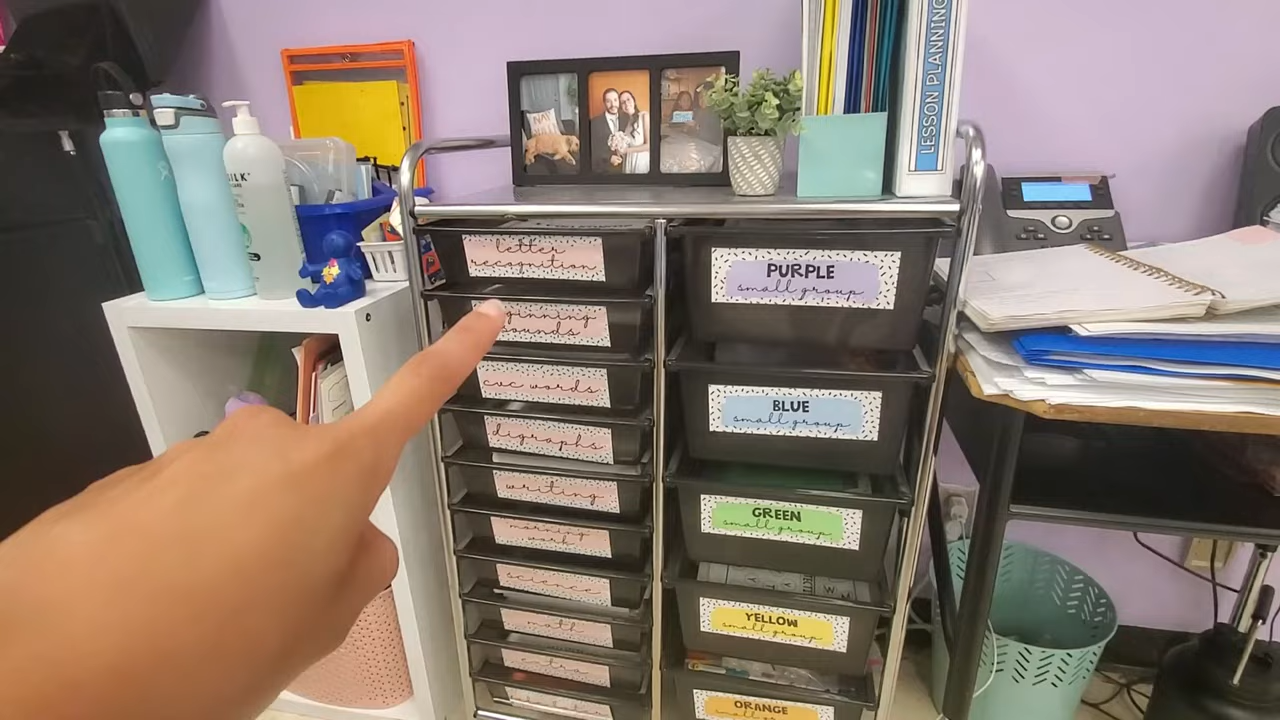 LESSON PLANNING
letter
recognition
sounds
cvc words
digraphs
writing
morning
work
science
math
extra
PURPLE
small group
BLUE
small group
GREEN
small group
YELLOW
small group
ORANGE